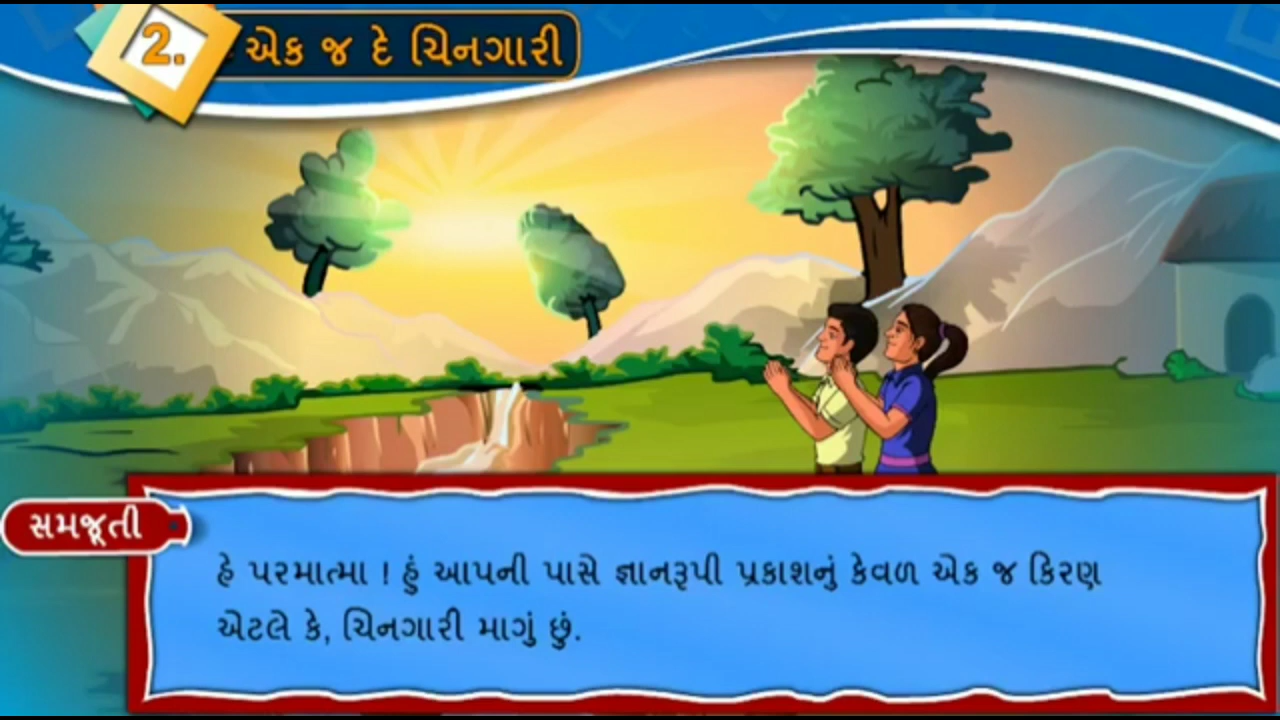 2.
એક જ દે ચિનગારી
સમજૂતી
હે પરમાત્મા ! હું આપની પાસે જ્ઞાનરૂપી પ્રકાશનું કેવળ એક જ કિરણ
એટલે કે, ચિનગારી માગું છું.